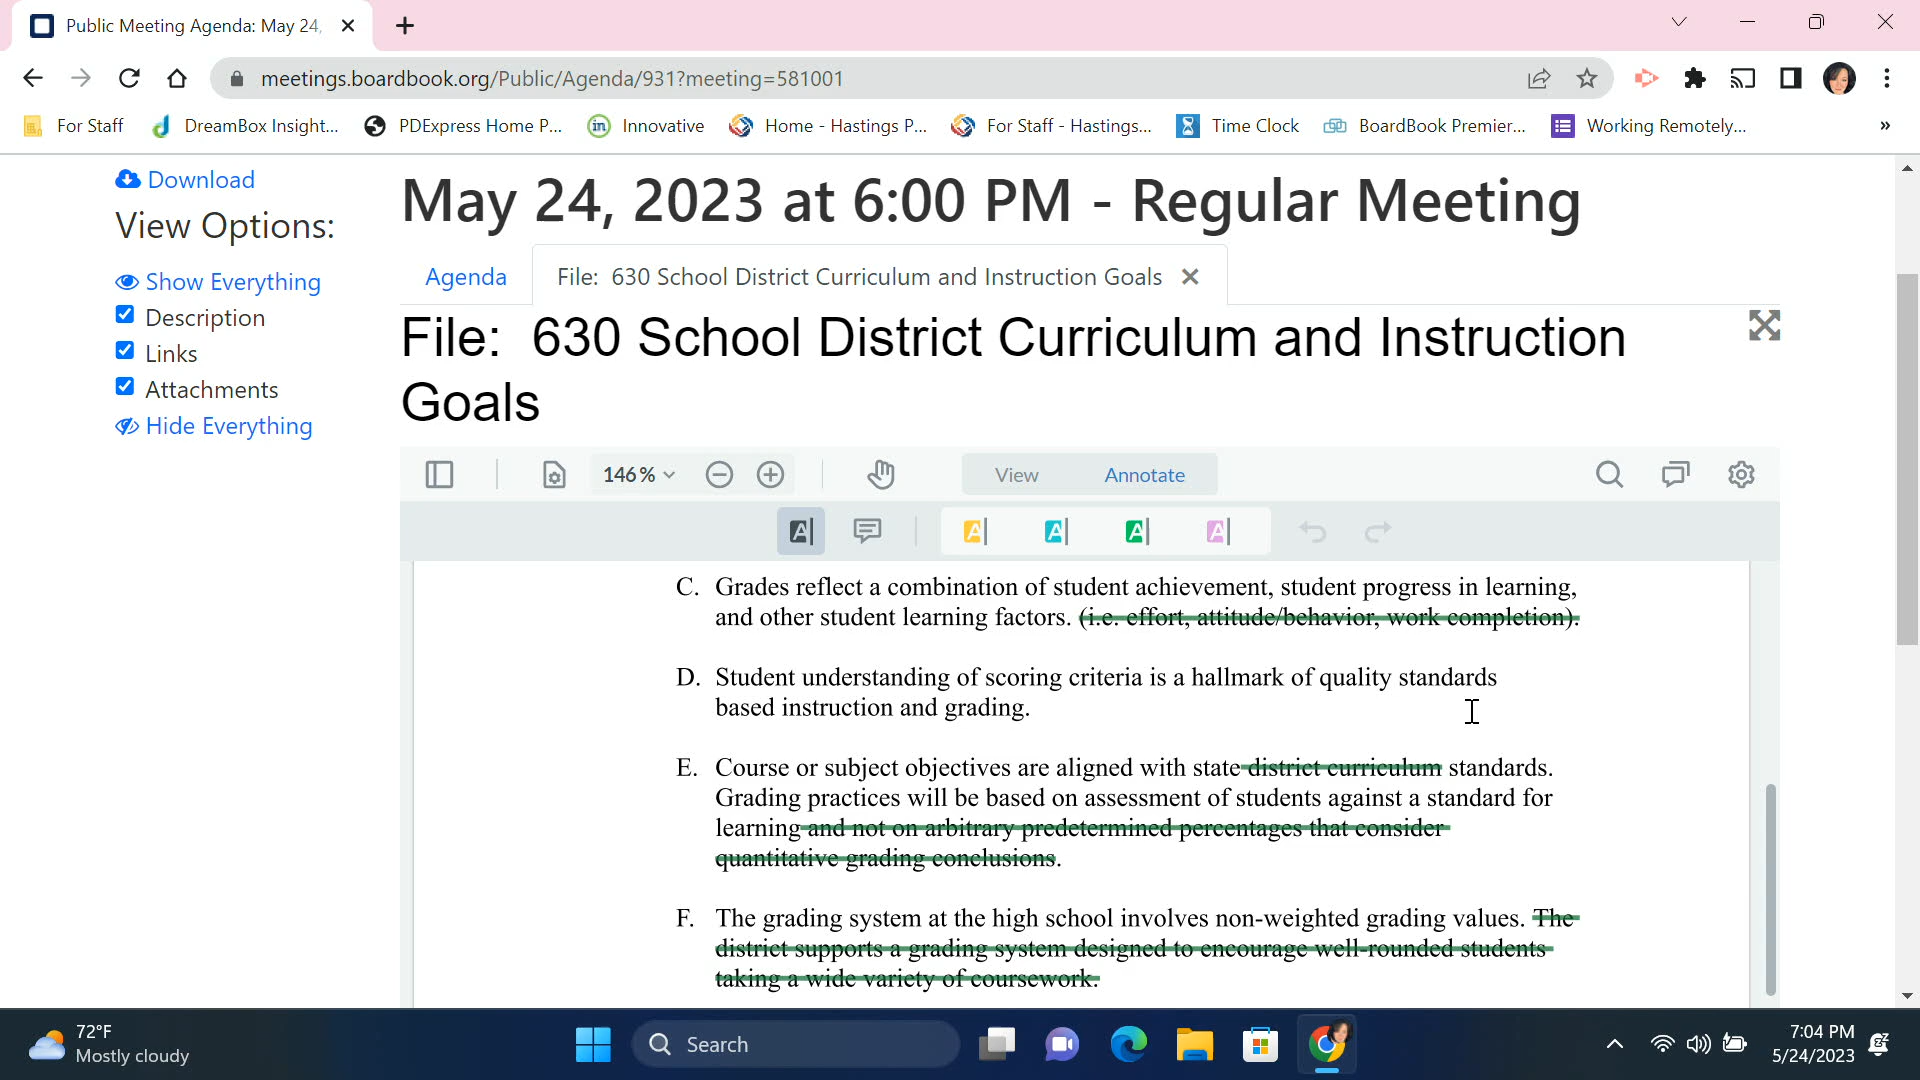 Public Meeting Agenda: May 24,
meetings.boardbook.org/Public/Agenda/931?meeting=581001
For Staff
DreamBox Insight...
PDExpress Home P...
in
Innovative
Home - Hastings P...
For Staff - Hastings...
Time Clock
BoardBook Premier...
Working Remotely...
»
Download
View Options:
Show Everything
Description
Links
Attachments
Hide Everything
May 24, 2023 at 6:00 PM - Regular Meeting
Agenda
File: 630 School District Curriculum and Instruction Goals
File: 630 School District Curriculum and Instruction
Goals
146%
View
Annotate
A
A
A
A
A
C. Grades reflect a combination of student achievement, student progress in learning,
and other student learning factors. (i.e. effort, attitude/behavior, work completion).
D. Student understanding of scoring criteria is a hallmark of quality standards
based instruction and grading.
E. Course or subject objectives are aligned with state district curriculum standards.
Grading practices will be based on assessment of students against a standard for
learning and not on arbitrary predetermined percentages that consider
quantitative grading conclusions.
F. The grading system at the high school involves non-weighted grading values. The
district supports a grading system designed to encourage well-rounded students
taking a wide variety of coursework.
72°F
Mostly cloudy
Search
7:04 PM
5/24/2023